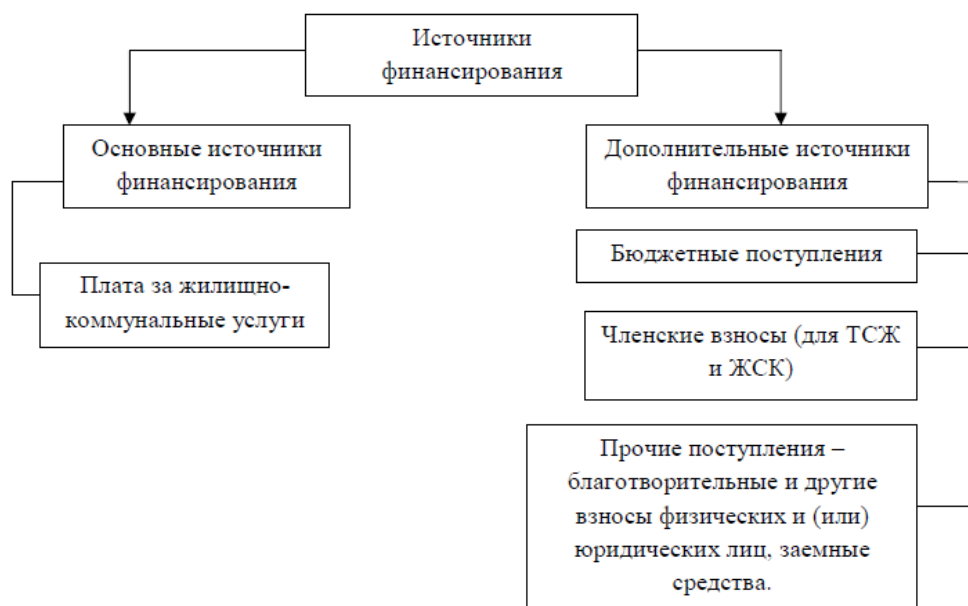 Источники
финансирования
Основные источники
финансирования
Плата за жилищно-
коммунальные услуги
Дополнительные источники
финансирования
Бюджетные поступления
Членские взносы (для ТСЖ
и ЖСК)
Прочие поступления –
благотворительные и другие
взносы физических и (или)
юридических лиц, заемные
средства.